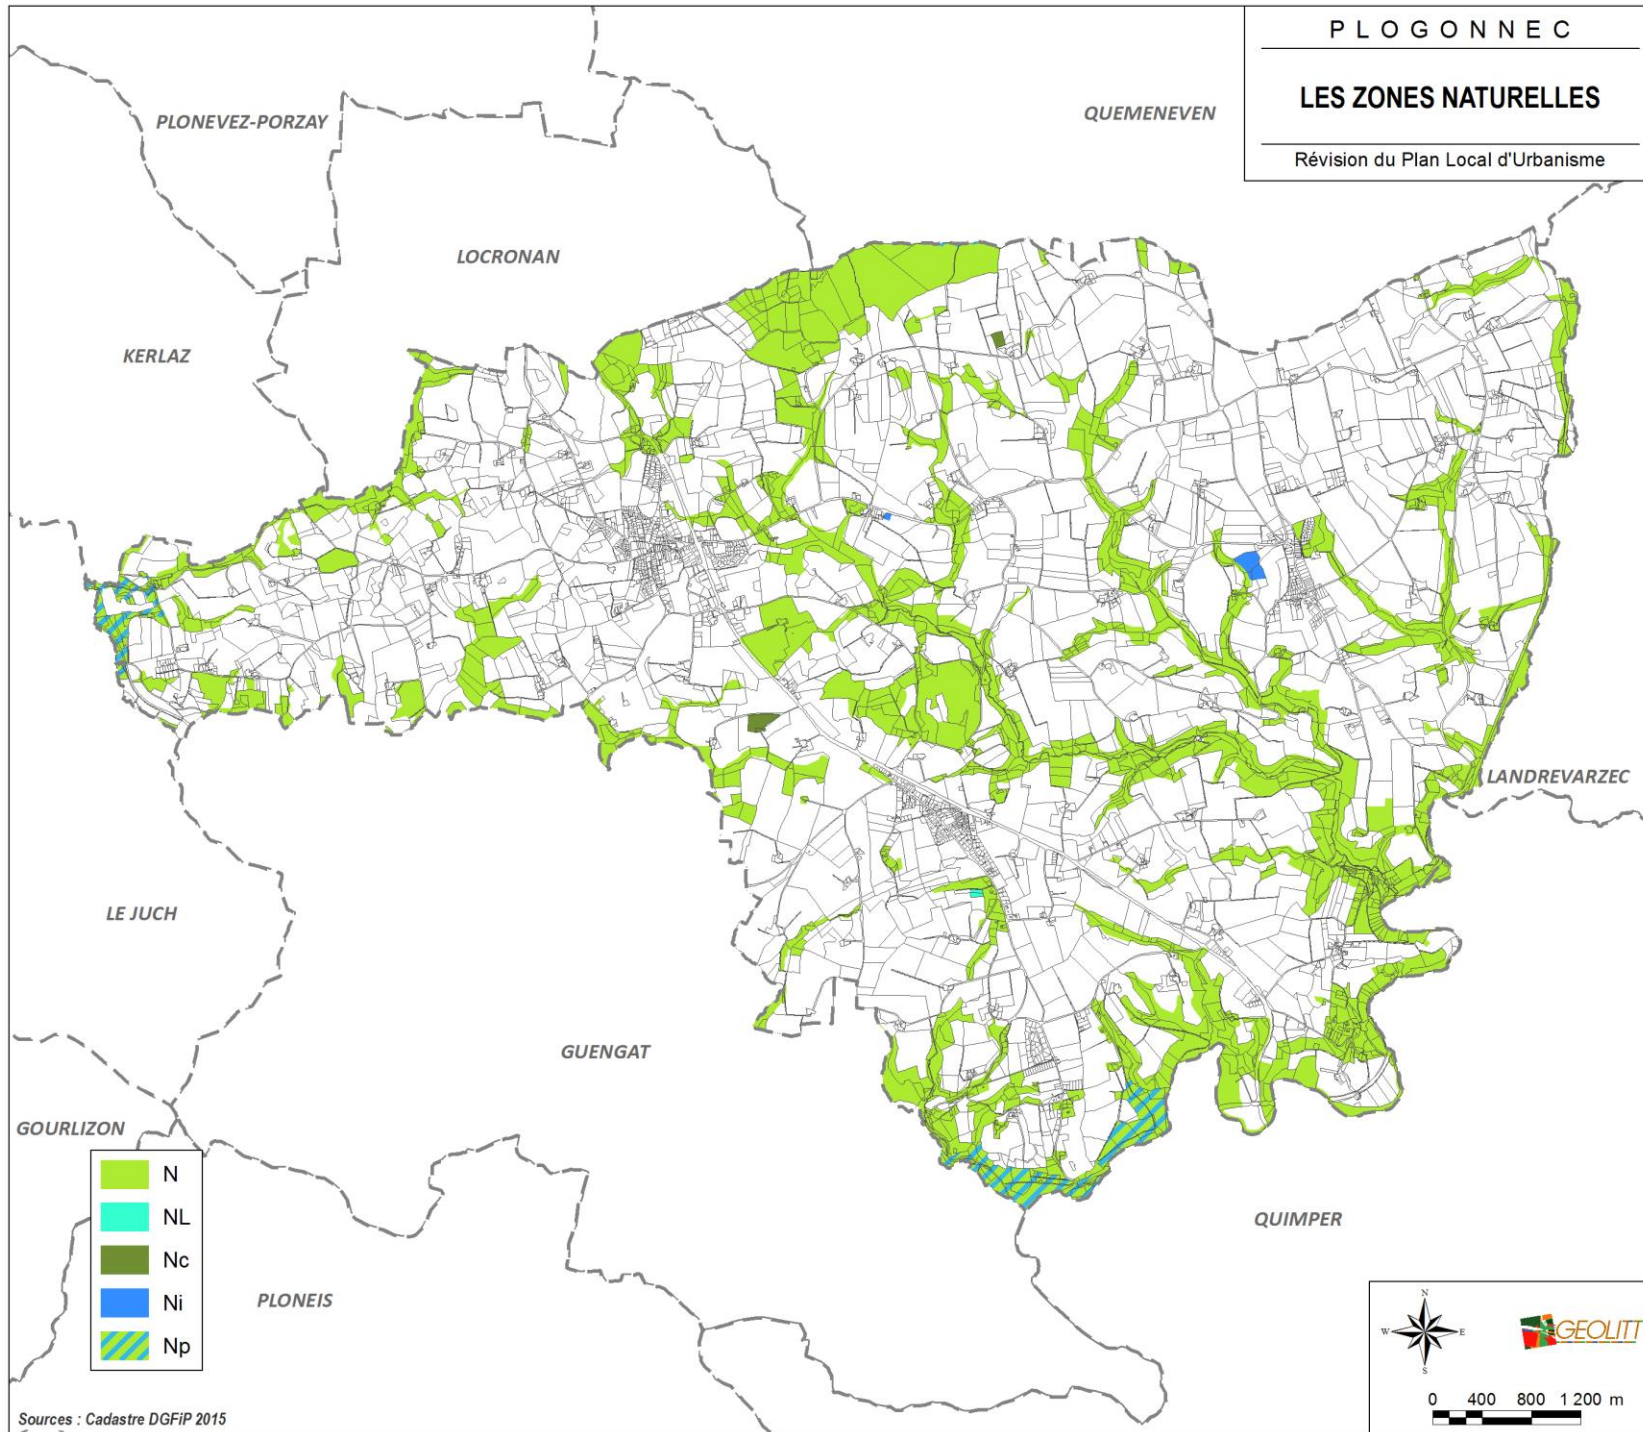 P L O G O N N E C
LES ZONES NATURELLES
Révision du Plan Local d'Urbanisme
QUEMENEVEN
PLONEVEZ-PORZAY
LOCRONAN
KERLAZ
LANDREVARZEC
LE JUCH
GUENGAT
GOURLIZON
QUIMPER
PLONEIS
N
NL
Nc
Ni
Np
N
W E
S
GEOLITT
0 400 800 1 200 m
Sources : Cadastre DGFiP 2015